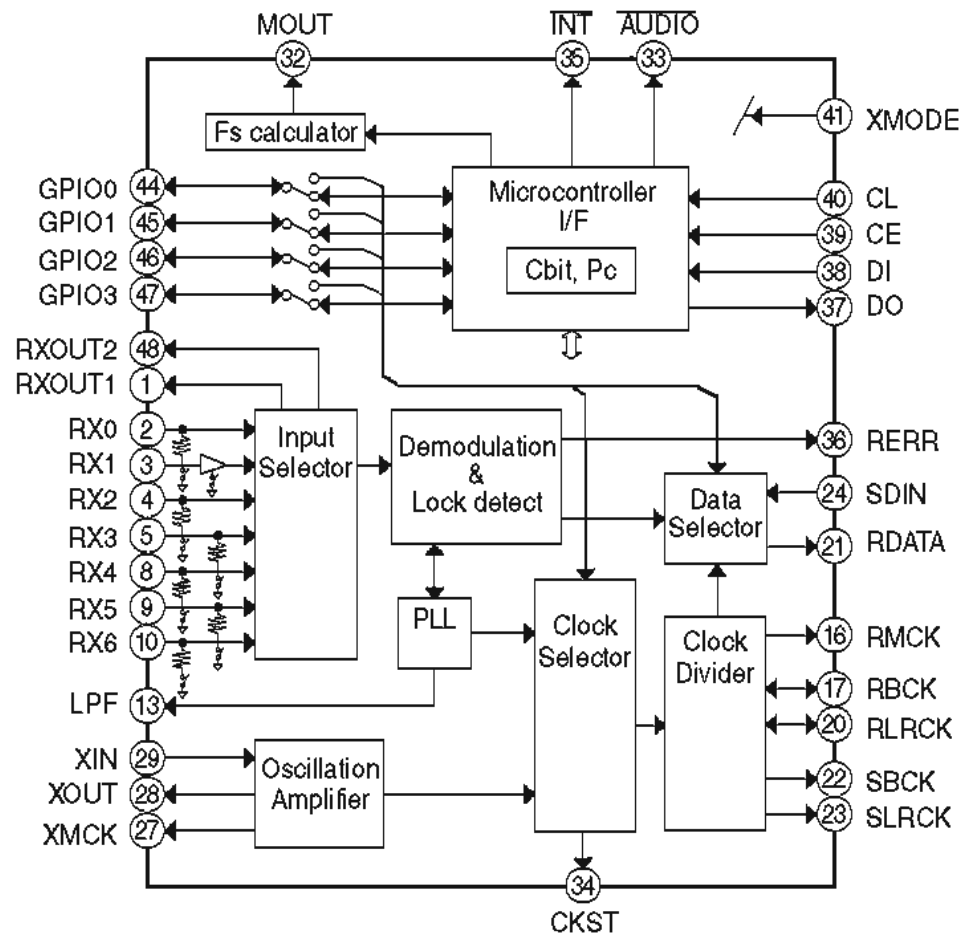 MOUT
INT
AUDIO
32
35
33
Fs calculator
41
XMODE
GPIO0
44
GPIO1
45
GPIO2
46
GPIO3
47
Microcontroller
I/F
Cbit, Pc
40
CL
39
CE
38
DI
37
DO
RXOUT2
48
RXOUT1
1
RX0
2
RX1
3
RX2
4
RX3
5
RX4
8
RX5
9
RX6
10
Input
Selector
Demodulation
&
Lock detect
36
RERR
Data
Selector
24
SDIN
21
RDATA
PLL
Clock
Selector
Clock
Divider
16
RMCK
17
RBCK
20
RLRCK
22
SBCK
23
SLRCK
LPF
13
XIN
29
XOUT
28
XMCK
27
Oscillation
Amplifier
34
CKST